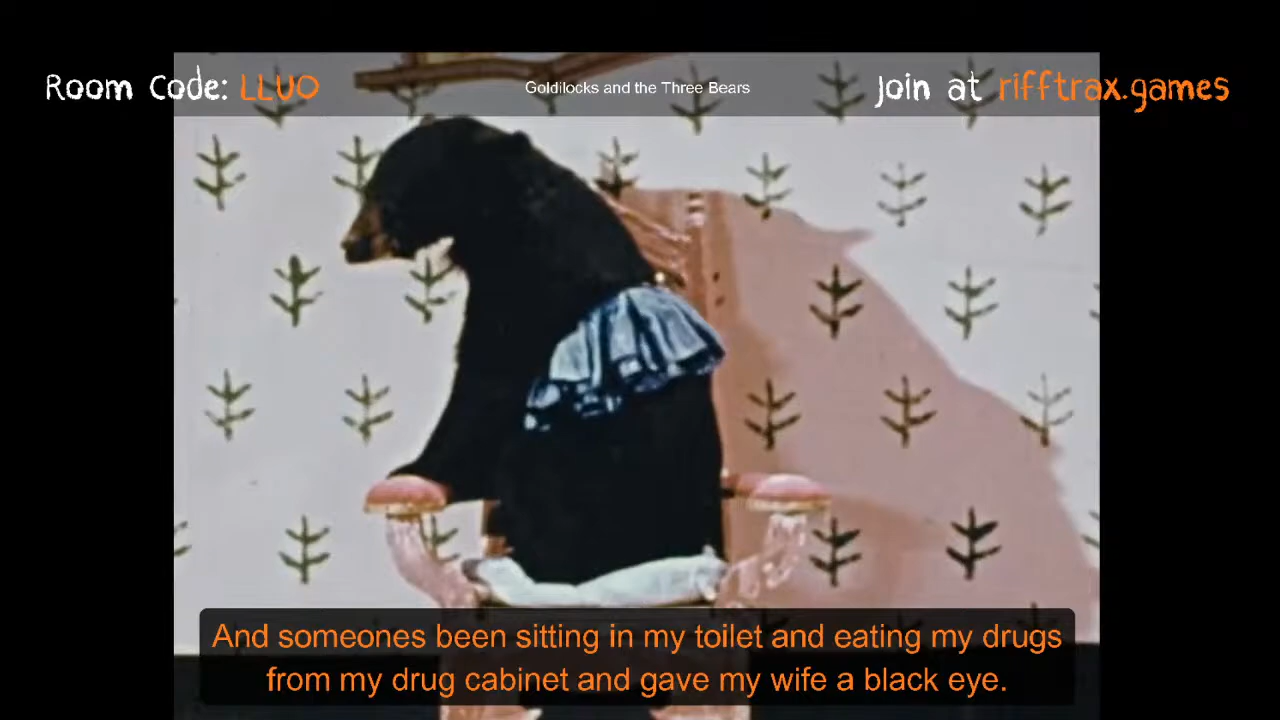 Room Code: LLUO
Goldilocks and the Three Bears
Join at rifftrax.games
And someones been sitting in my toilet and eating my drugs
from my drug cabinet and gave my wife a black eye.